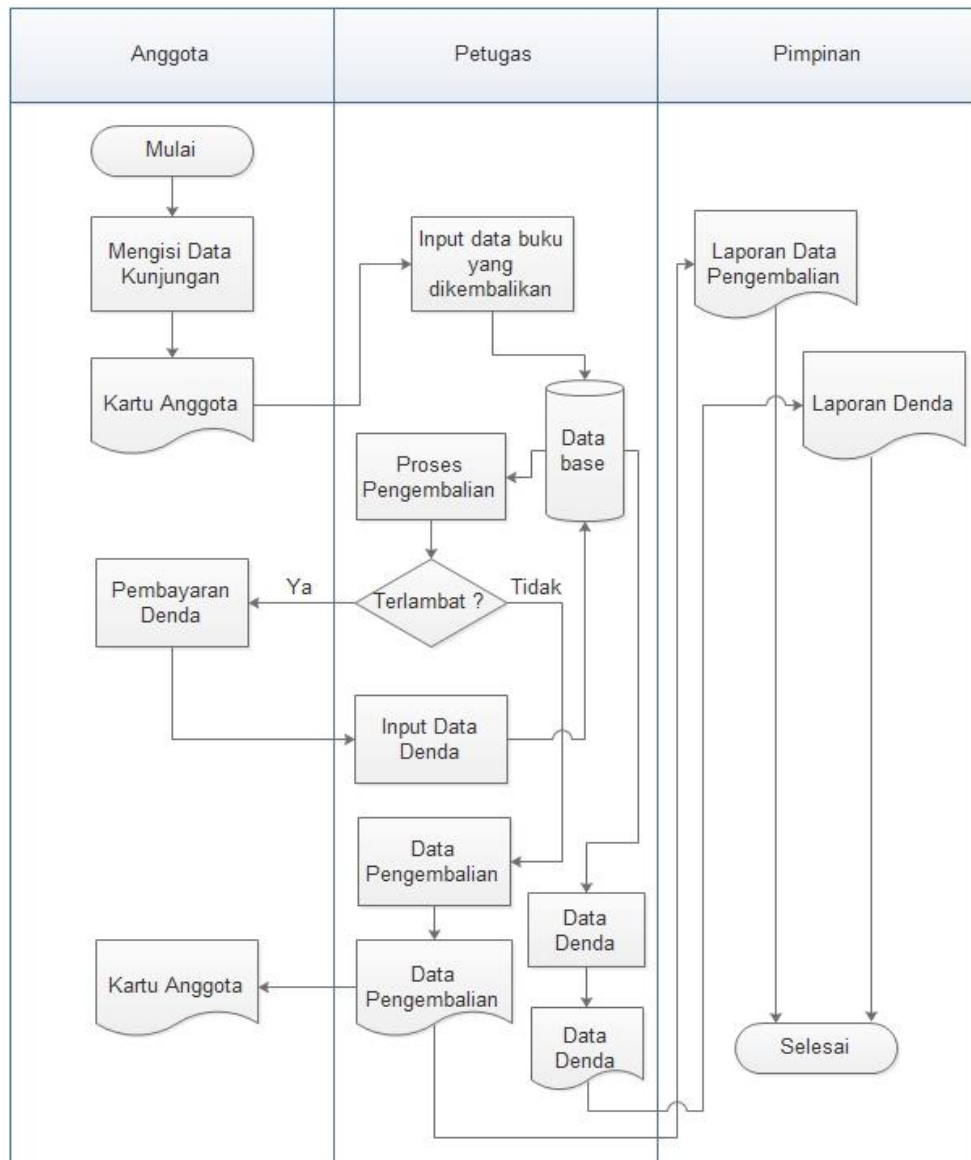 Anggota
Petugas
Pimpinan
Mulai
Mengisi Data
Kunjungan
Input data buku
yang
dikembalikan
Laporan Data
Pengembalian
Kartu Anggota
Laporan Denda
Data
base
Proses
Pengembalian
Terlambat ?
Ya
Tidak
Pembayaran
Denda
Input Data
Denda
Data
Pengembalian
Data
Denda
Kartu Anggota
Data
Pengembalian
Data
Denda
Selesai